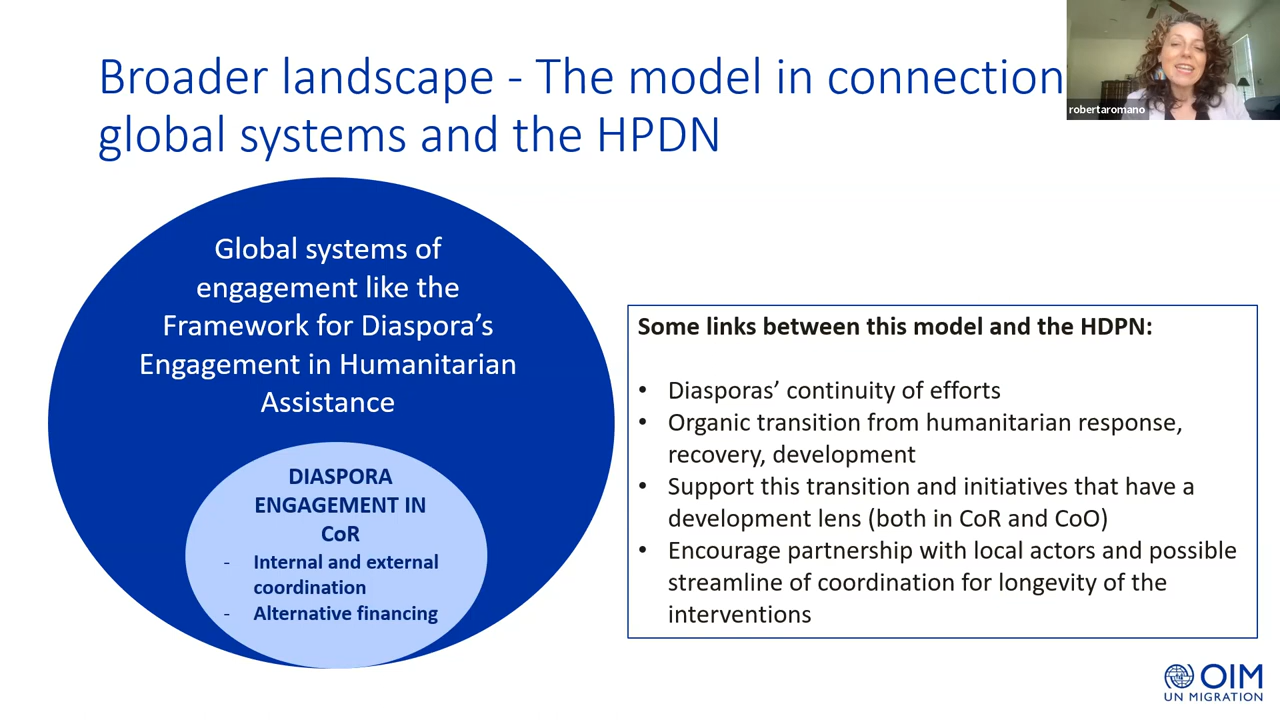 Broader landscape - The model in connection
global systems and the HPDN
robertaromano
Global systems of
engagement like the
Framework for Diaspora’s
Engagement in Humanitarian
Assistance
DIASPORA
ENGAGEMENT IN
CoR
- Internal and external
coordination
- Alternative financing
Some links between this model and the HDPN:
• Diasporas’ continuity of efforts
• Organic transition from humanitarian response,
recovery, development
• Support this transition and initiatives that have a
development lens (both in CoR and CoO)
• Encourage partnership with local actors and possible
streamline of coordination for longevity of the
interventions
OIM
UN MIGRATION